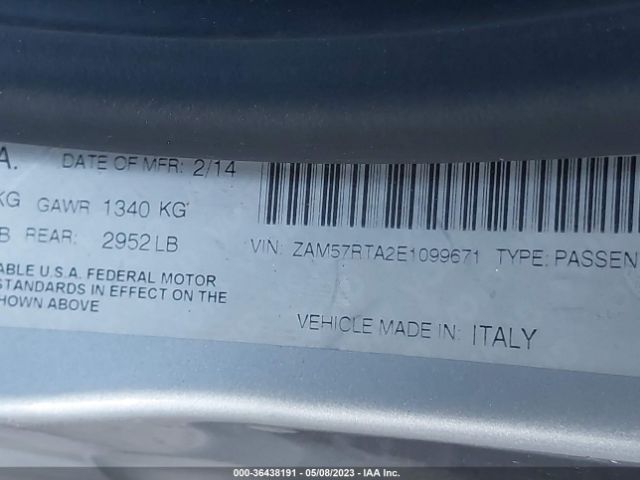 A. DATE OF MFR: 2/14
KG GAWR 1340 KG
B REAR: 2952 LB
VIN: ZAM57RTA2E1099671 TYPE: PASSEN
ABLE U.S.A. FEDERAL MOTOR
STANDARDS IN EFFECT ON THE
HOWN ABOVE
VEHICLE MADE IN: ITALY
000-36438191 - 05/08/2023 - IAA Inc.